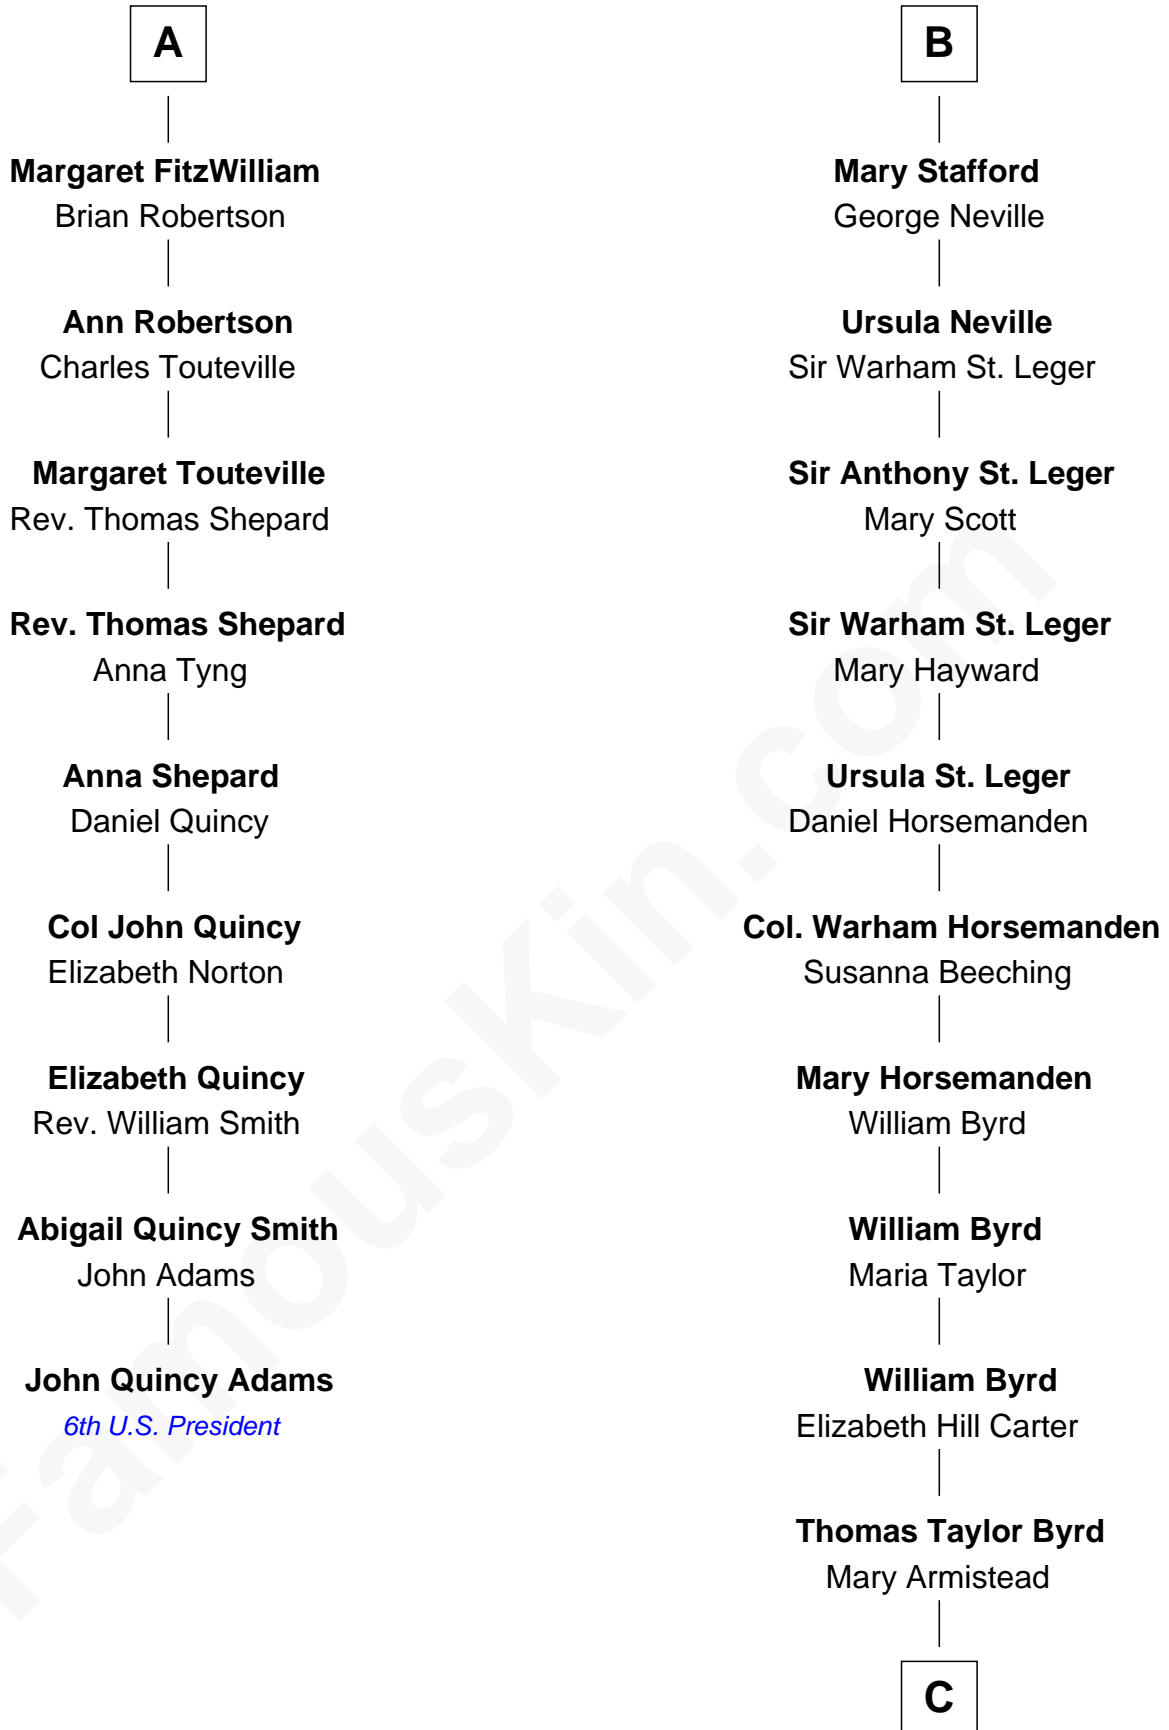 A
Margaret FitzWilliam
Brian Robertson
Ann Robertson
Charles Touteville
Margaret Touteville
Rev. Thomas Shepard
Rev. Thomas Shepard
Anna Tyng
Anna Shepard
Daniel Quincy
Col John Quincy
Elizabeth Norton
Elizabeth Quincy
Rev. William Smith
Abigail Quincy Smith
John Adams
John Quincy Adams
6th U.S. President
B
Mary Stafford
George Neville
Ursula Neville
Sir Warham St. Leger
Sir Anthony St. Leger
Mary Scott
Sir Warham St. Leger
Mary Hayward
Ursula St. Leger
Daniel Horsemanden
Col. Warham Horsemanden
Susanna Beeching
Mary Horsemanden
William Byrd
William Byrd
Maria Taylor
William Byrd
Elizabeth Hill Carter
Thomas Taylor Byrd
Mary Armistead
C
FamousKin.com